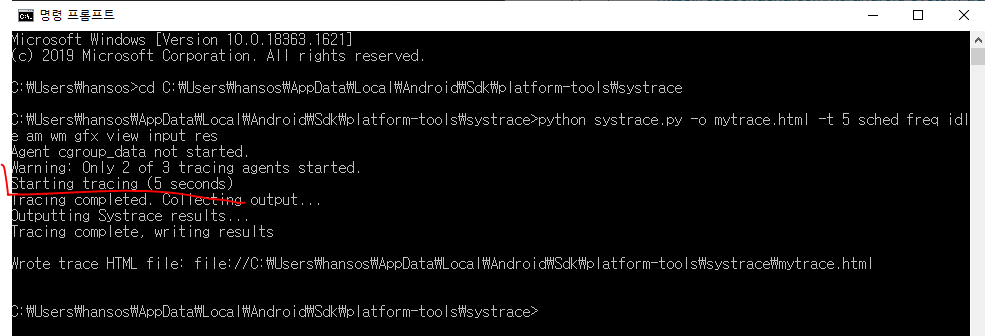 명령 프롬프트
Microsoft Windows [Version 10.0.18363.1621]
(c) 2019 Microsoft Corporation. All rights reserved.
C:₩Users₩hansos>cd C:₩Users₩hansos₩AppData₩Local₩Android₩Sdk₩platform-tools₩systrace
C:₩Users₩hansos₩AppData₩Local₩Android₩Sdk₩platform-tools₩systrace>python systrace.py -o mytrace.html -t 5 sched freq idl
e am wm gfx view input res
Agent cgroup_data not started.
Warning: Only 2 of 3 tracing agents started.
Starting tracing (5 seconds)
Tracing completed. Collecting output...
Outputting Systrace results...
Tracing complete, writing results
Wrote trace HTML file: file://C:₩Users₩hansos₩AppData₩Local₩Android₩Sdk₩platform-tools₩systrace₩mytrace.html
C:₩Users₩hansos₩AppData₩Local₩Android₩Sdk₩platform-tools₩systrace>